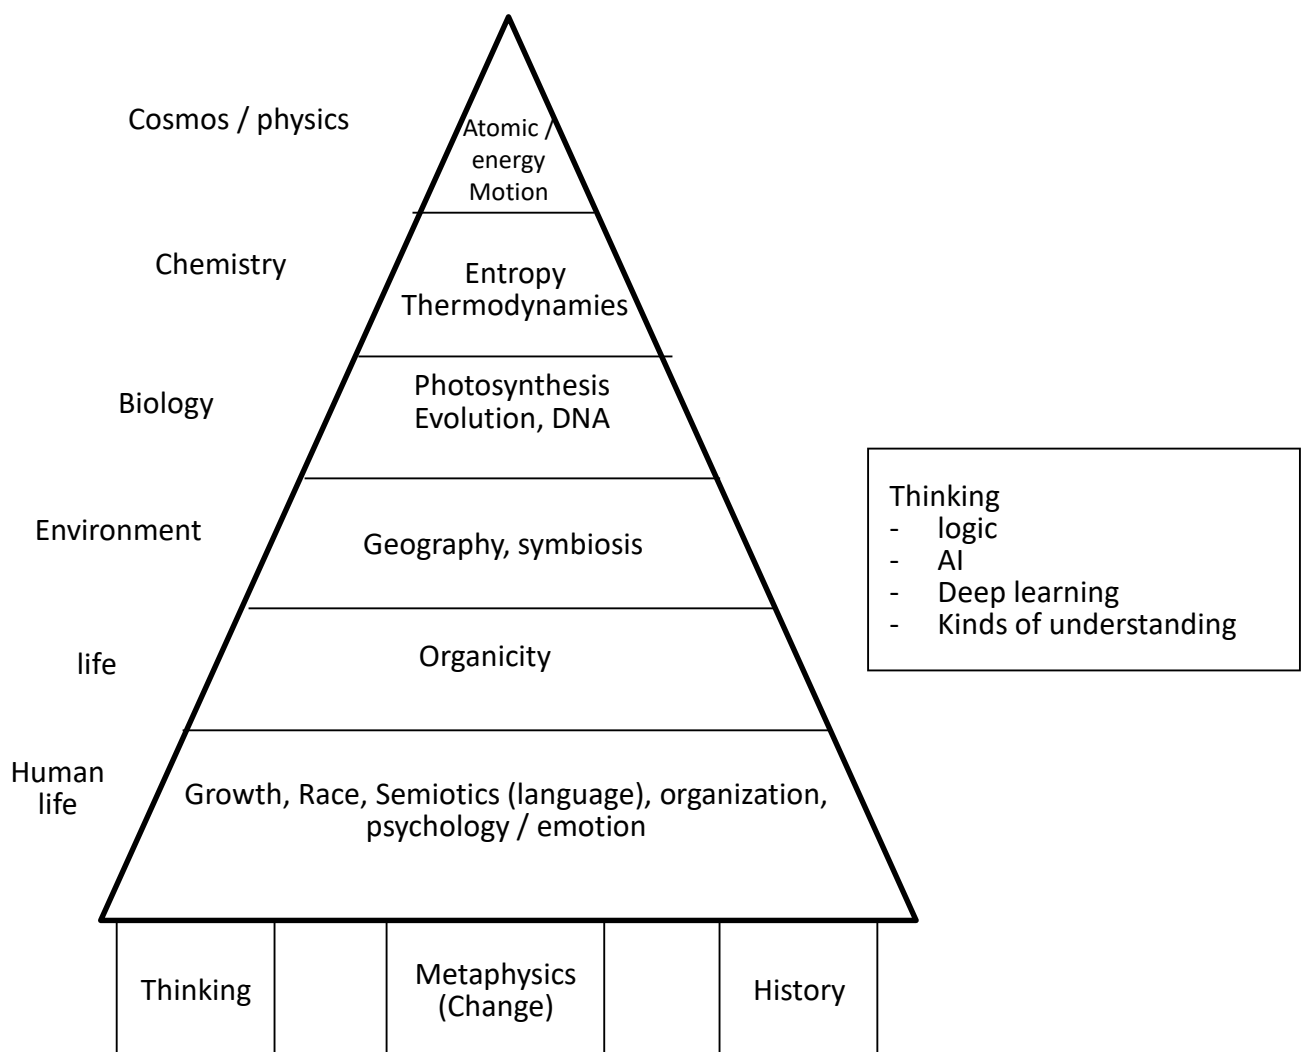 Cosmos / physics
Atomic /
energy
Motion
Chemistry
Entropy
Thermodynamies
Biology
Photosynthesis
Evolution, DNA
Environment
Geography, symbiosis
life
Organicity
Human
life
Growth, Race, Semiotics (language), organization,
psychology / emotion
Thinking
- logic
- AI
- Deep learning
- Kinds of understanding
Thinking
Metaphysics
(Change)
History